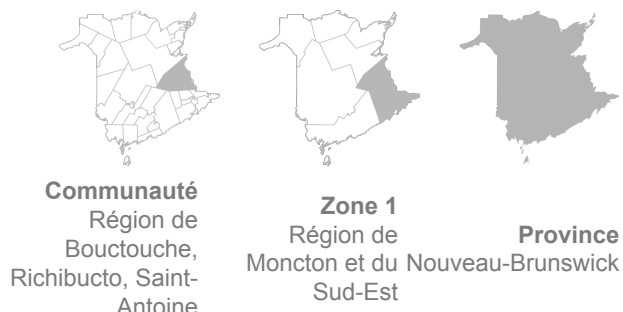 Communauté
Région de
Bouctouche,
Richibucto, Saint-
Antoine
Zone 1
Région de
Moncton et du
Sud-Est
Province
Nouveau-Brunswick